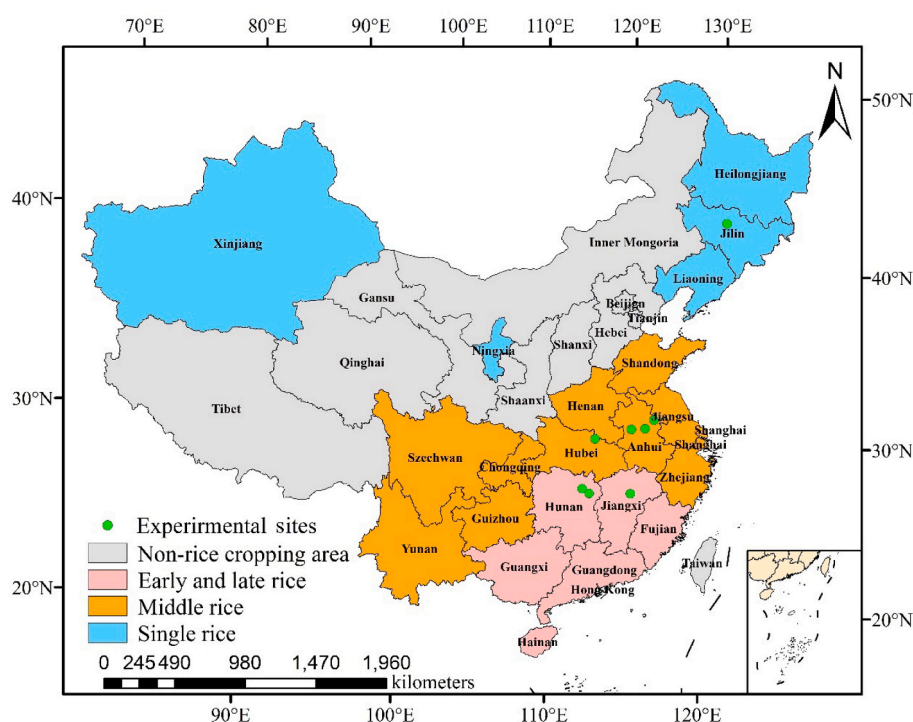 70°E 80°E 90°E 100°E 110°E 120°E 130°E
N
50°N
Heilongjiang
40°N
Jilin
Xinjiang
Inner Mongoria
Liaoning
40°N
Gansu
Beijign
Tianjin
Hebei
Ningxia
Shanxi
Qinghai
Shandong
30°N
Shaanxi
Henan
Tibet
Jiangsu
Shanghai
Shanghai
30°N
Szechwan
Chongqing
Hubei
Anhui
Zhejiang
Hunan
Jiangxi
Guizhou
Fujian
Yunan
Experirmental sites
Non-rice cropping area
Guangxi
Guangdong
Taiwan
Early and late rice
Hong Kong
20°N
Middle rice
20°N
Single rice
Hainan
0 245 490 980 1,470 1,960
kilometers
90°E 100°E 110°E 120°E